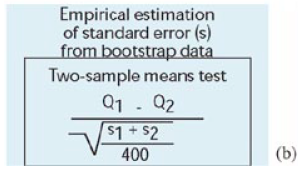 Empirical estimation
of standard error (s)
from bootstrap data
Two-sample means test
Q1 - Q2
s1 + s2
400
(b)